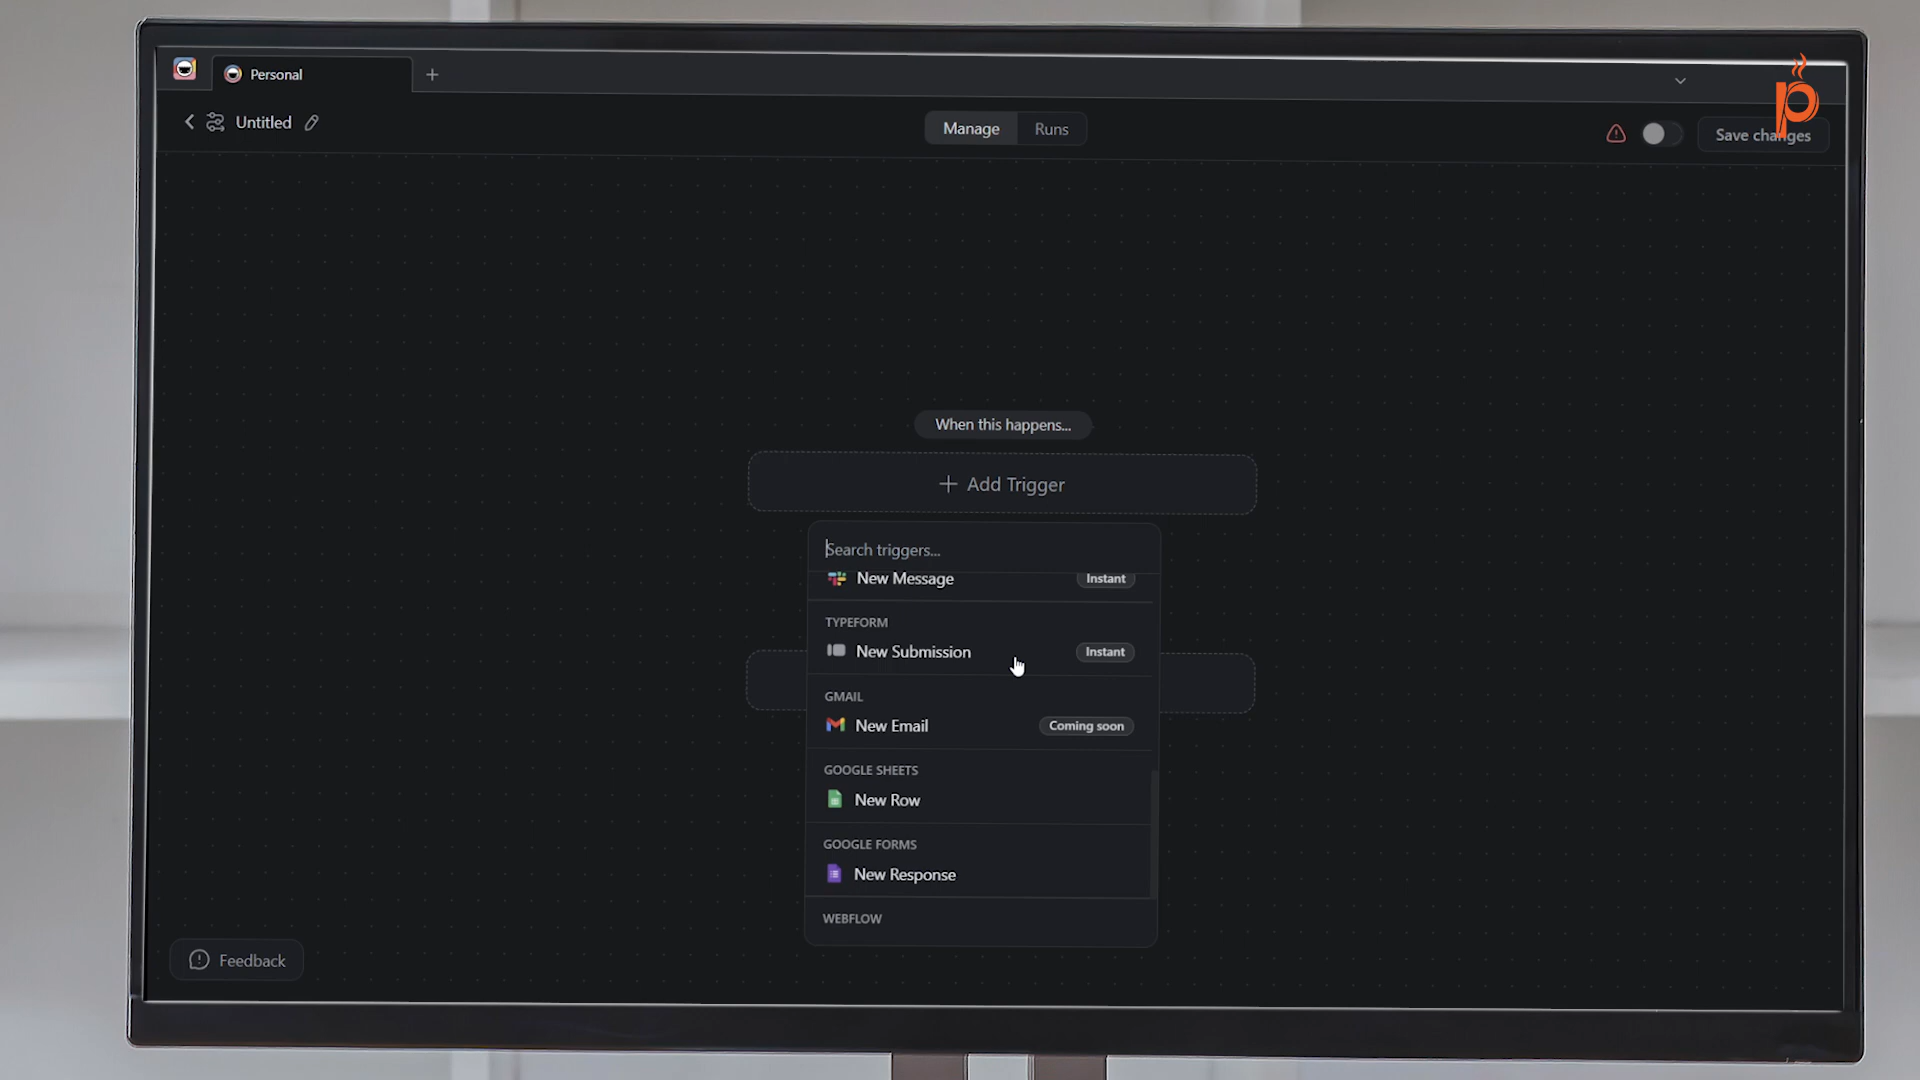 Personal
Untitled
Manage
Runs
Save changes
When this happens...
+ Add Trigger
Search triggers...
New Message
Instant
TYPEFORM
New Submission
Instant
GMAIL
New Email
Coming soon
GOOGLE SHEETS
New Row
GOOGLE FORMS
New Response
WEBFLOW
Feedback
p